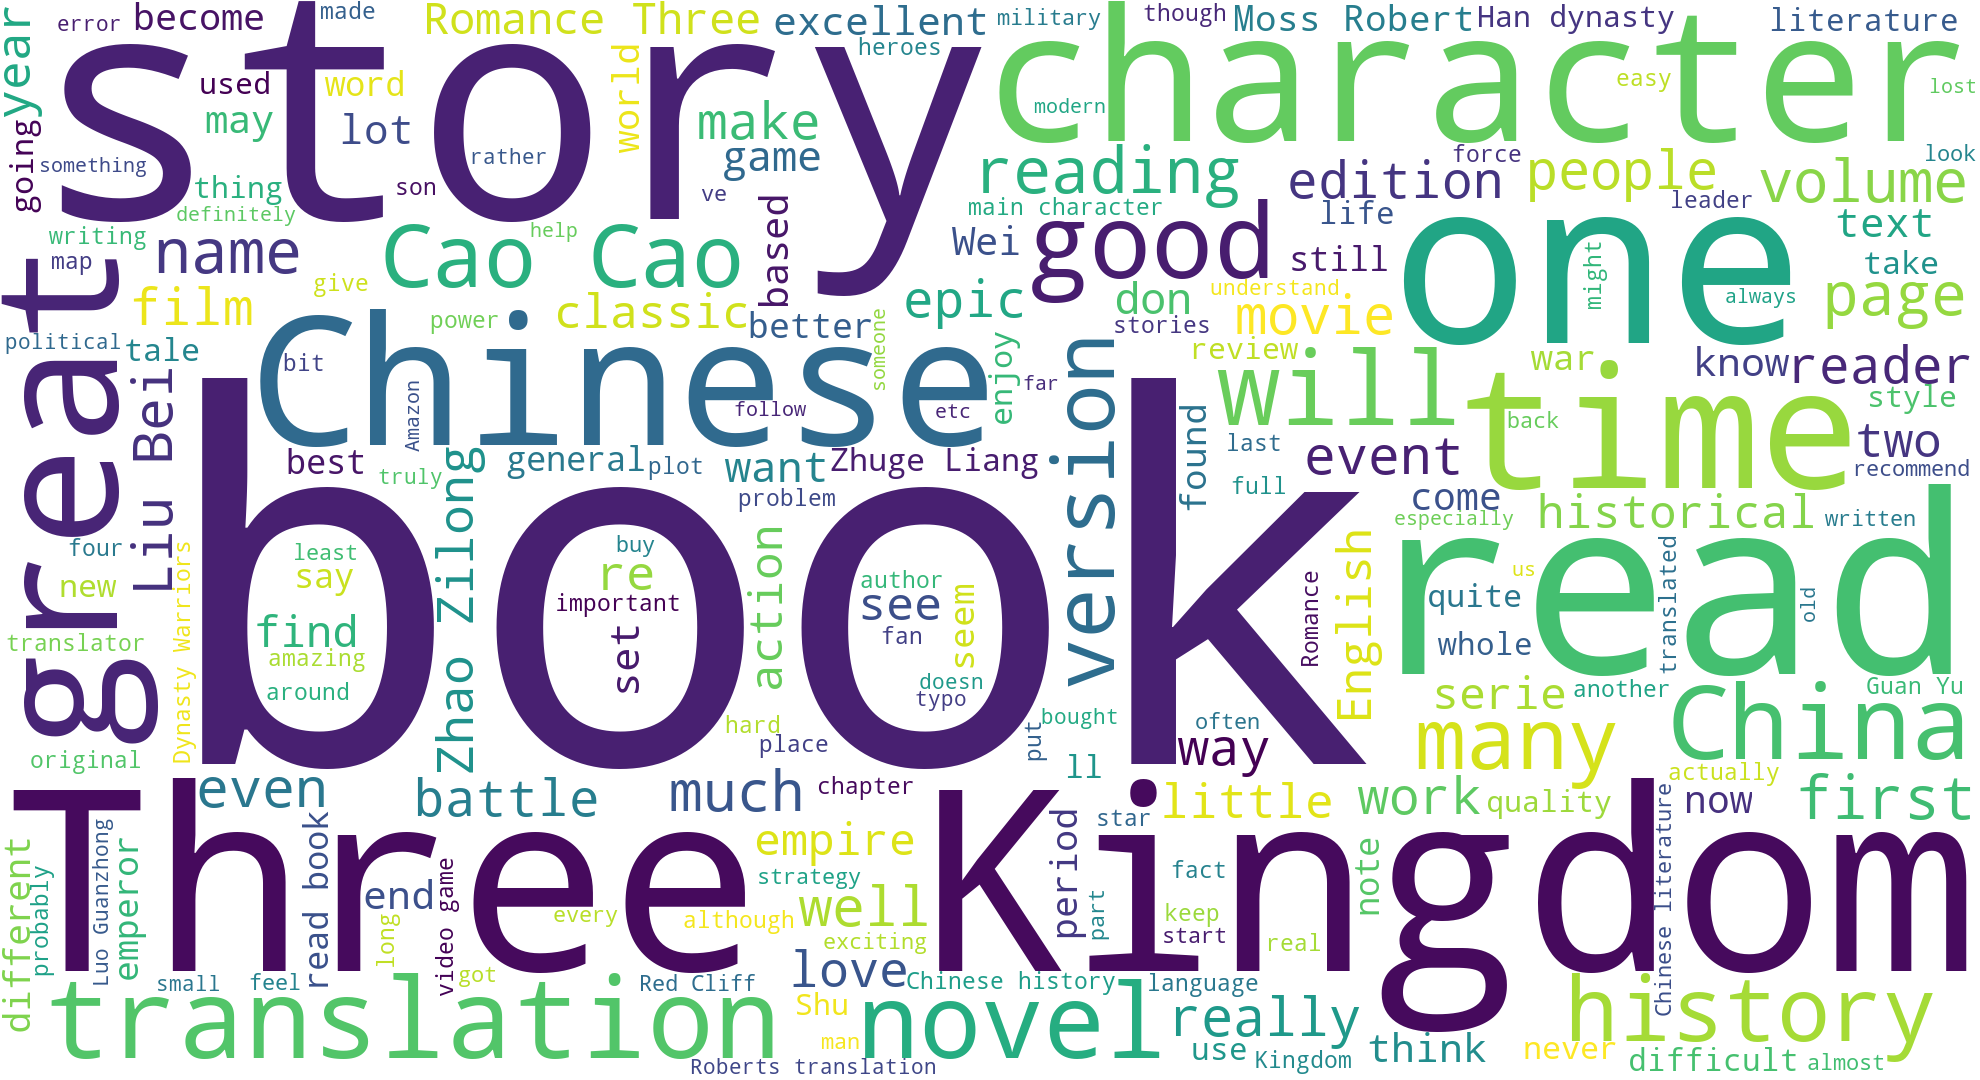 story
character
book
Three Kingdom
Chinese
one
read
time
great
translation
novel
history
China
good
will
Cao Cao
version
many
error
become
made
Romance Three
excellent
military
though
Moss Robert
Han dynasty
literature
year
heroes
used
word
world
modern
easy
lost
may
lot
make
going
something
rather
game
reading
force
people
look
thing
son
ve
edition
volume
definitely
main character
life
leader
writing
name
help
based
Wei
still
text
map
give
take
film
classic
epic
don
understand
might
always
page
political
power
better
stories
movie
tale
bit
someone
enjoy
far
review
war
know
reader
Liu Bei
Amazon
follow
etc
style
found
back
two
best
general
plot
want
Zhuge Liang
last
event
recommend
truly
Zhao Zilong
problem
full
come
especially
historical
written
four
Dynasty Warriors
least
buy
action
English
us
translated
new
say
re
author
seem
Romance
quite
old
find
important
see
translator
amazing
set
fan
whole
around
doesn
typo
serie
another
Guan Yu
original
hard
place
put
bought
often
way
ll
actually
even
battle
much
chapter
little
work
quality
Chinese literature
now
first
different
probably
Luo Guanzhong
emperor
read book
end
long
video game
every
empire
strategy
although
well
exciting
period
part
star
fact
keep
start
real
note
small
feel
got
Red Cliff
love
Chinese history
language
Shu
really
man
Roberts translation
use
Kingdom
think
never
difficult
almost